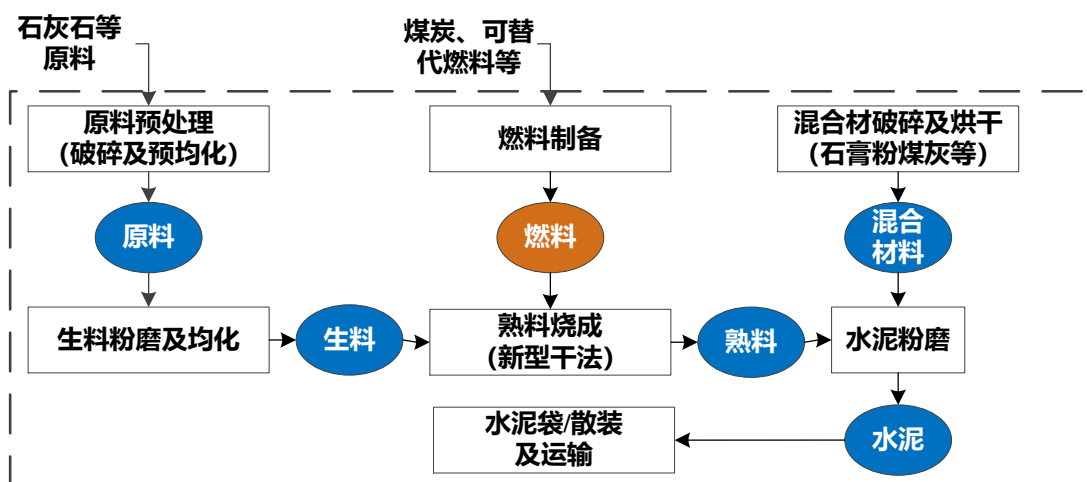 石灰石等
原料
煤炭、可替
代燃料等
原料预处理
(破碎及预均化)
燃料制备
混合材破碎及烘干
(石膏粉煤灰等)
原料
燃料
混合
材料
生料粉磨及均化
生料
熟料烧成
(新型干法)
熟料
水泥粉磨
水泥袋/散装
及运输
水泥